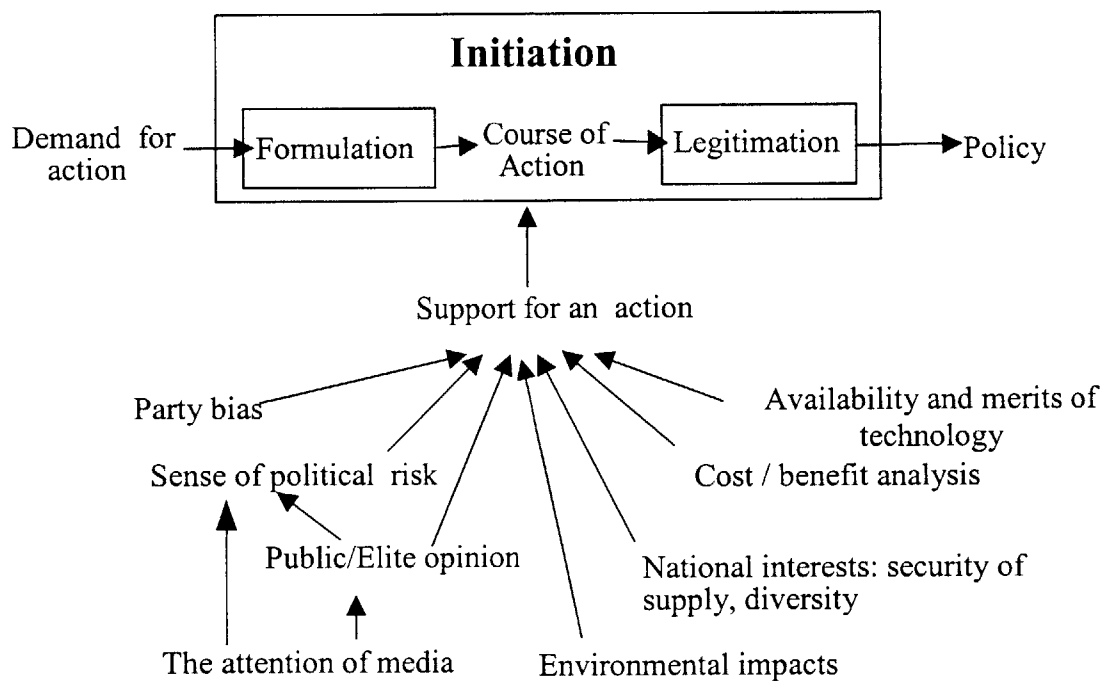 Initiation
Demand for
action
Formulation
Course of
Action
Legitimation
Policy
Support for an action
Party bias
Availability and merits of
technology
Sense of political risk
Cost / benefit analysis
Public/Elite opinion
National interests: security of
supply, diversity
The attention of media
Environmental impacts